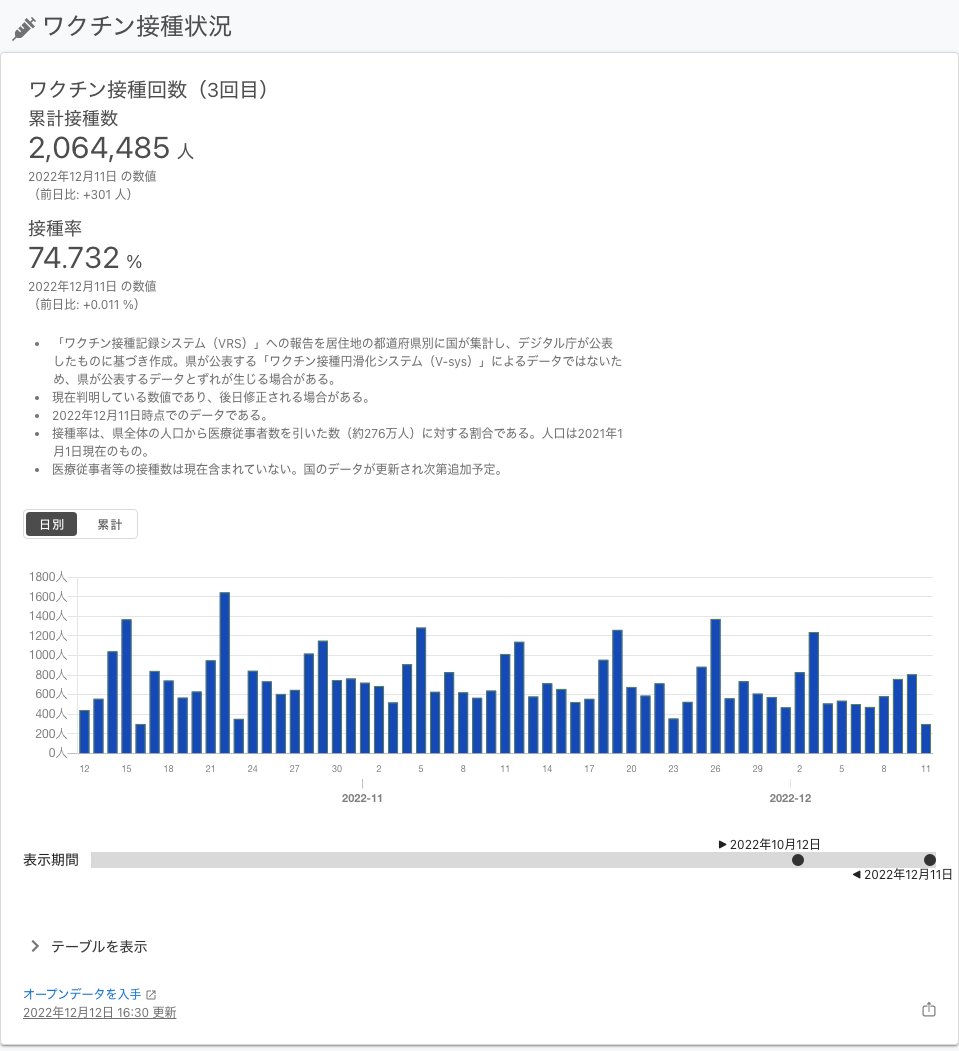 ワクチン接種状況
ワクチン接種回数（3回目）
累計接種数
2,064,485 人
2022年12月11日 の数値
（前日比: +301 人）
接種率
74.732 %
2022年12月11日 の数値
（前日比: +0.011 %）
• 「ワクチン接種記録システム（VRS）」への報告を居住地の都道府県別に国が集計し、デジタル庁が公表
したものに基づき作成。県が公表する「ワクチン接種円滑化システム（V-sys）」によるデータではないた
め、県が公表するデータとずれが生じる場合がある。
• 現在判明している数値であり、後日修正される場合がある。
• 2022年12月11日時点でのデータである。
• 接種率は、県全体の人口から医療従事者数を引いた数（約276万人）に対する割合である。人口は2021年1
月1日現在のもの。
• 医療従事者等の接種数は現在含まれていない。国のデータが更新され次第追加予定。
日別 累計
1800人
1600人
1400人
1200人
1000人
800人
600人
400人
200人
0人
12 15 18 21 24 27 30 2 5 8 11 14 17 20 23 26 29 2 5 8 11
2022-11 2022-12
▶ 2022年10月12日
表示期間
◀ 2022年12月11日
テーブルを表示
オープンデータを入手
2022年12月12日 16:30 更新